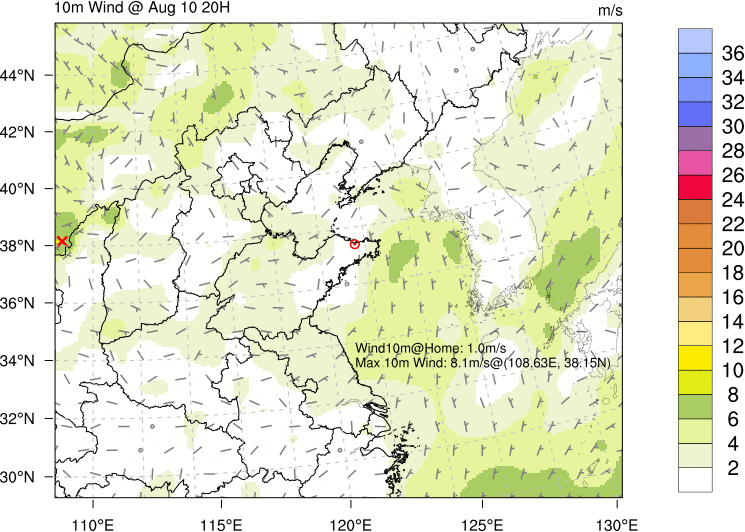 10m Wind @ Aug 10 20H
m/s
44°N
42°N
40°N
38°N
36°N
34°N
32°N
30°N
110°E
115°E
120°E
125°E
130°E
Wind10m@Home: 1.0m/s
Max 10m Wind: 8.1m/s@(108.63E, 38.15N)
36
34
32
30
28
26
24
22
20
18
16
14
12
10
8
6
4
2